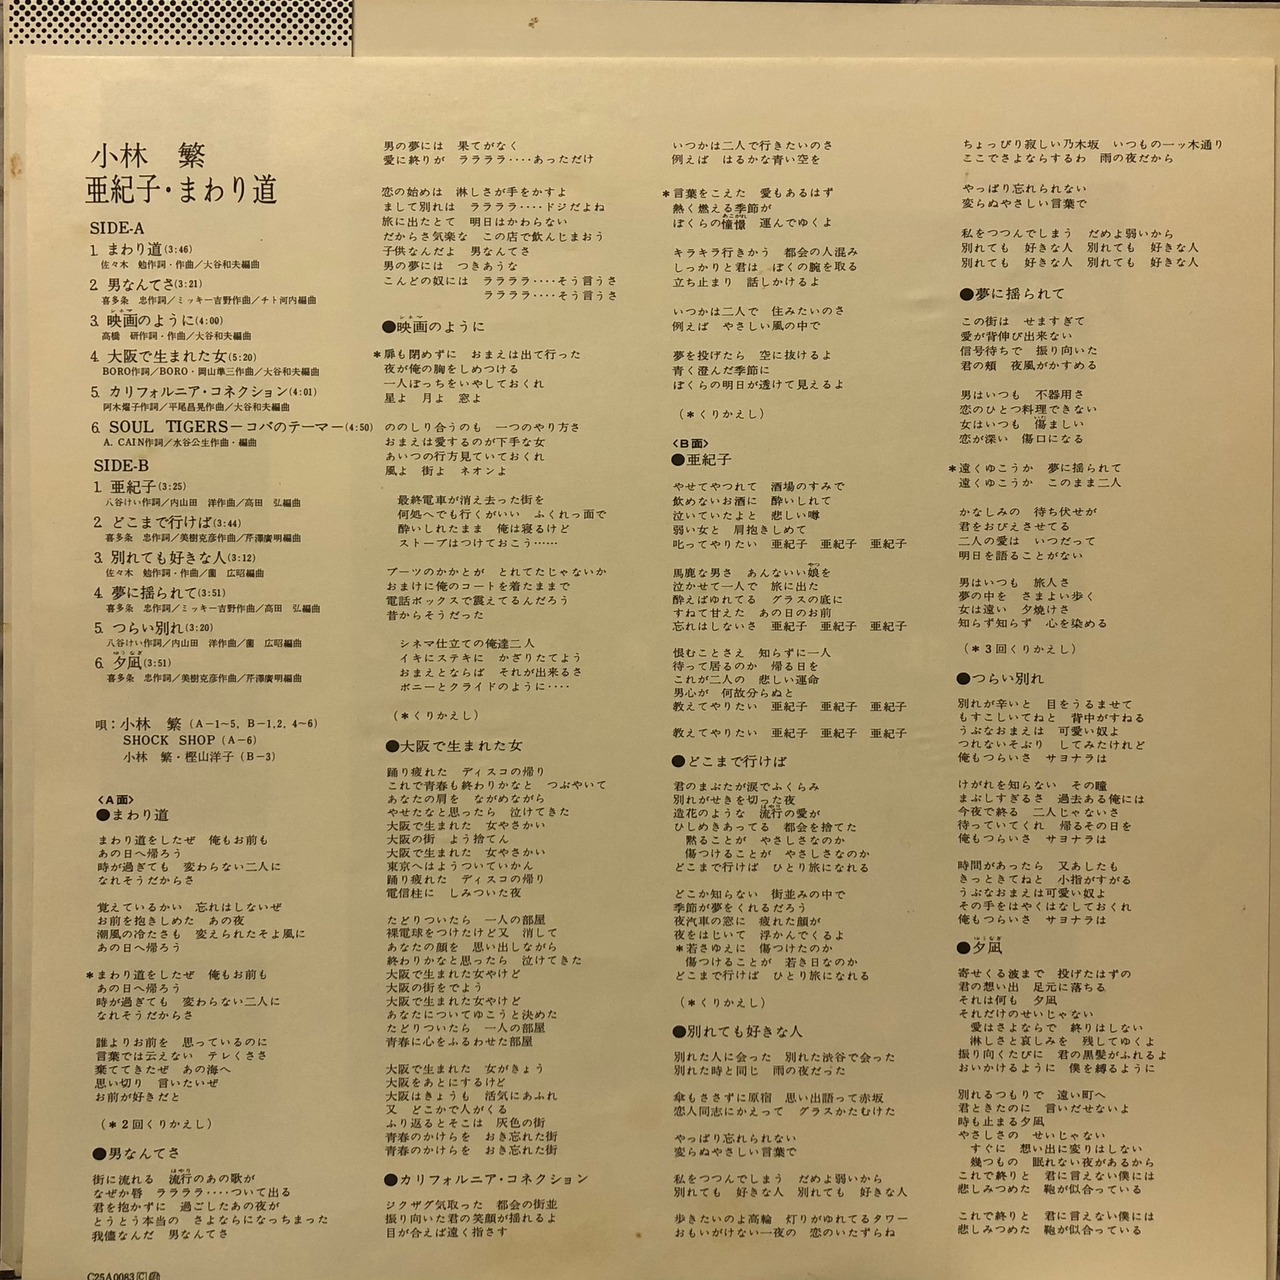 小林　繁
亜紀子・まわり道
SIDE-A
1. まわり道(3:46)
佐々木　勉作詞・作曲／大谷和夫編曲
2. 男なんてさ(3:21)
喜多条　忠作詞／ミッキー吉野作曲／チト河内編曲
シネマ
3. 映画のように(4:00)
高橋　研作詞・作曲／大谷和夫編曲
4. 大阪で生まれた女(5:20)
BORO作詞／BORO・岡山準三作曲／大谷和夫編曲
5. カリフォルニア・コネクション(4:01)
阿木燿子作詞／平尾昌晃作曲／大谷和夫編曲
6. SOUL TIGERS－コバのテーマー(4:50)
A. CAIN作詞／水谷公生作曲・編曲
SIDE-B
1. 亜紀子(3:25)
八谷けい作詞／内山田　洋作曲／高田　弘編曲
2. どこまで行けば(3:44)
喜多条　忠作詞／美樹克彦作曲／芹澤廣明編曲
3. 別れても好きな人(3:12)
佐々木　勉作詞・作曲／薗　広昭編曲
4. 夢に揺られて(3:51)
喜多条　忠作詞／ミッキー吉野作曲／高田　弘編曲
5. つらい別れ(3:20)
八谷けい作詞／内山田　洋作曲／薗　広昭編曲
ゆうなぎ
6. 夕凪(3:51)
喜多条　忠作詞／美樹克彦作曲／芹澤廣明編曲
唄：小林　繁（A－1～5, B－1,2, 4～6）
SHOCK SHOP（A－6）
小林　繁・樫山洋子（B－3）
〈A面〉
●まわり道
まわり道をしたぜ　俺もお前も
あの日へ帰ろう
時が過ぎても　変わらない二人に
なれそうだからさ
覚えているかい　忘れはしないぜ
お前を抱きしめた　あの夜
潮風の冷たさも　変えられたそよ風に
あの日へ帰ろう
＊まわり道をしたぜ　俺もお前も
あの日へ帰ろう
時が過ぎても　変わらない二人に
なれそうだからさ
誰よりお前を　思っているのに
言葉では云えない　テレくささ
棄ててきたぜ　あの海へ
思い切り　言いたいぜ
お前が好きだと
（＊2回くりかえし）
●男なんてさ
はやり
街に流れる　流行のあの歌が
なぜか唇　ララララ‥‥ついて出る
君を抱かずに　過ごしたあの夜が
とうとう本当の　さよならになっちまった
我儘なんだ　男なんてさ
C25A0083
男の夢には　果てがなく
愛に終りが　ララララ‥‥あっただけ
恋の始めは　淋しさが手をかすよ
まして別れは　ララララ‥‥ドジだよね
旅に出たとて　明日はかわらない
だからさ気楽な　この店で飲んじまおう
子供なんだよ　男なんてさ
男の夢には　つきあうな
こんどの奴には　ララララ‥‥そう言うさ
ララララ‥‥そう言うさ
シネマ
●映画のように
＊扉も閉めずに　おまえは出て行った
夜が俺の胸をしめつける
一人ぼっちをいやしておくれ
星よ　月よ　窓よ
ののしり合うのも　一つのやり方さ
おまえは愛するのが下手な女
あいつの行方見ていておくれ
風よ　街よ　ネオンよ
最終電車が消え去った街を
何処へでも行くがいい　ふくれっ面で
酔いしれたまま　俺は寝るけど
ストーブはつけておこう……
ブーツのかかとが　とれてたじゃないか
おまけに俺のコートを着たままで
電話ボックスで震えてるんだろう
昔からそうだった
シネマ仕立ての俺達二人
イキにステキに　かざりたてよう
おまえとならば　それが出来るさ
ボニーとクライドのように‥‥
（＊くりかえし）
●大阪で生まれた女
踊り疲れた　ディスコの帰り
これで青春も終わりかなと　つぶやいて
あなたの肩を　ながめながら
やせたなと思ったら　泣けてきた
大阪で生まれた　女やさかい
大阪の街　よう捨てん
大阪で生まれた　女やさかい
東京へはようついていかん
踊り疲れた　ディスコの帰り
電信柱に　しみついた夜
たどりついたら　一人の部屋
裸電球をつけたけど又　消して
あなたの顔を　思い出しながら
終わりかなと思ったら　泣けてきた
大阪で生まれた女やけど
大阪の街をでよう
大阪で生まれた女やけど
あなたについてゆこうと決めた
たどりついたら　一人の部屋
青春に心をふるわせた部屋
大阪で生まれた　女がきょう
大阪をあとにするけど
大阪はきょうも　活気にあふれ
又　どこかで人がくる
ふり返るとそこは　灰色の街
青春のかけらを　おき忘れた街
青春のかけらを　おき忘れた街
●カリフォルニア・コネクション
ジグザグ気取った　都会の街並
振り向いた君の笑顔が揺れるよ
目が合えば遠く指さす
いつかは二人で行きたいのさ
例えば　はるかな青い空を
＊言葉をこえた　愛もあるはず
熱く燃える季節が
あこがれ
ぼくらの憧憬　運んでゆくよ
キラキラ行きかう　都会の人混み
しっかりと君は　ぼくの腕を取る
立ち止まり　話しかけるよ
いつかは二人で　住みたいのさ
例えば　やさしい風の中で
夢を投げたら　空に抜けるよ
青く澄んだ季節に
ぼくらの明日が透けて見えるよ
（＊くりかえし）
〈B面〉
●亜紀子
やせてやつれて　酒場のすみで
飲めないお酒に　酔いしれて
泣いていたよと　悲しい噂
弱い女と　肩抱きしめて
叱ってやりたい　亜紀子　亜紀子　亜紀子
やつ
馬鹿な男さ　あんないい娘を
泣かせて一人で　旅に出た
酔えばゆれてる　グラスの底に
すねて甘えた　あの日のお前
忘れはしないさ　亜紀子　亜紀子　亜紀子
恨むことさえ　知らずに一人
待って居るのか　帰る日を
これが二人の　悲しい運命
男心が　何故分らぬと
教えてやりたい　亜紀子　亜紀子　亜紀子
教えてやりたい　亜紀子　亜紀子　亜紀子
●どこまで行けば
君のまぶたが涙でふくらみ
別れがせきを切った夜
はやり
造花のような　流行の愛が
ひしめきあってる　都会を捨てた
黙ることが　やさしさなのか
傷つけることが　やさしさなのか
どこまで行けば　ひとり旅になれる
どこか知らない　街並みの中で
季節が夢をくれるだろう
夜汽車の窓に　疲れた顔が
夜をはじいて　浮かんでくるよ
＊若さゆえに　傷つけたのか
傷つけることが　若き日なのか
どこまで行けば　ひとり旅になれる
（＊くりかえし）
●別れても好きな人
別れた人に会った　別れた渋谷で会った
別れた時と同じ　雨の夜だった
傘もささずに原宿　思い出語って赤坂
恋人同志にかえって　グラスかたむけた
やっぱり忘れられない
変らぬやさしい言葉で
私をつつんでしまう　だめよ弱いから
別れても　好きな人　別れても　好きな人
歩きたいのよ高輪　灯りがゆれてるタワー
おもいがけない一夜の　恋のいたずらね
ちょっぴり寂しい乃木坂　いつもの一ッ木通り
ここでさよならするわ　雨の夜だから
やっぱり忘れられない
変らぬやさしい言葉で
私をつつんでしまう　だめよ弱いから
別れても　好きな人　別れても　好きな人
別れても　好きな人　別れても　好きな人
●夢に揺られて
この街は　せますぎて
愛が背伸び出来ない
信号待ちで　振り向いた
君の頬　夜風がかすめる
男はいつも　不器用さ
恋のひとつ料理できない
女はいつも　傷ましい
恋が深い　傷口になる
＊遠くゆこうか　夢に揺られて
遠くゆこうか　このまま二人
かなしみの　待ち伏せが
君をおびえさせてる
二人の愛は　いつだって
明日を語ることがない
男はいつも　旅人さ
夢の中を　さまよい歩く
女は遠い　夕焼けさ
知らず知らず　心を染める
（＊3回くりかえし）
●つらい別れ
別れが辛いと　目をうるませて
もすこしいてねと　背中がすねる
うぶなおまえは　可愛い奴よ
つれないそぶり　してみたけれど
俺もつらいさ　サヨナラは
けがれを知らない　その瞳
まぶしすぎるさ　過去ある俺には
今夜で終る　二人じゃないさ
待っていてくれ　帰るその日を
俺もつらいさ　サヨナラは
時間があったら　又あしたも
きっときてねと　小指がすがる
うぶなおまえは可愛い奴よ
その手をはやくはなしておくれ
俺もつらいさ　サヨナラは
ゆうなぎ
●夕凪
寄せくる波まで　投げたはずの
君の想い出　足元に落ちる
それは何も　夕凪
それだけのせいじゃない
愛はさよならで　終りはしない
淋しさと哀しみを　残してゆくよ
振り向くたびに　君の黒髪がふれるよ
おいかけるように　僕を縛るように
別れるつもりで　遠い町へ
君ときたのに　言いだせないよ
時も止まる夕凪
やさしさの　せいじゃない
すぐに　想い出に変りはしない
幾つもの　眠れない夜があるから
これで終りと　君に言えない僕には
悲しみつめた　鞄が似合っている
これで終りと　君に言えない僕には
悲しみつめた　鞄が似合っている